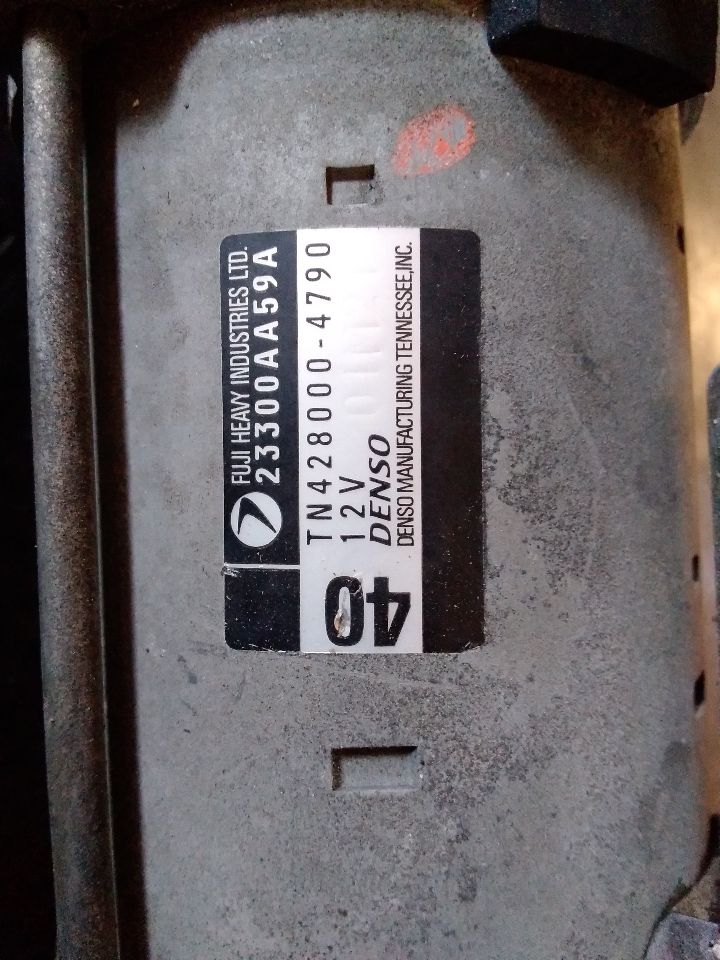 FUJI HEAVY INDUSTRIES LTD.
23300AA59A
TN428000-4790
12V
DENSO
DENSO MANUFACTURING TENNESSEE,INC.
40